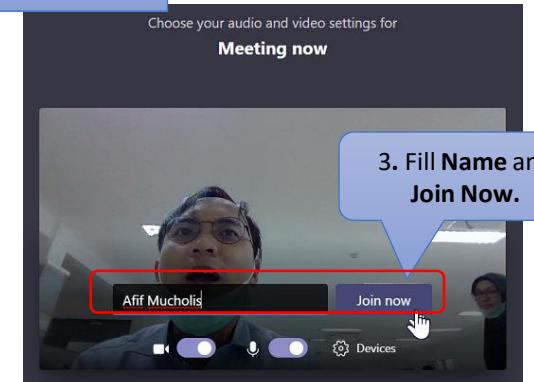 Choose your audio and video settings for
Meeting now
3. Fill Name an
Join Now.
Afif Mucholis
Join now
Devices